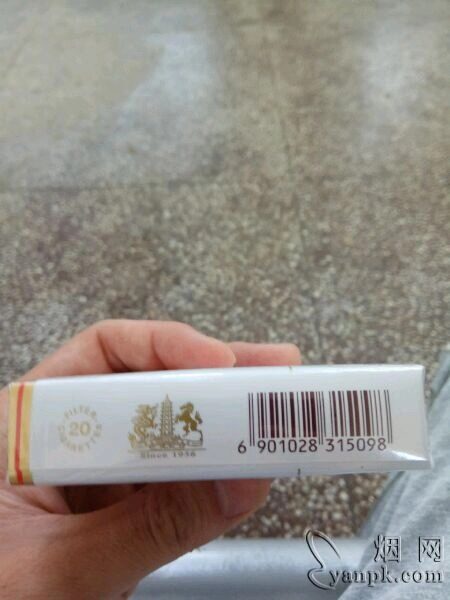 FILTER
20
CIGARETTES
Since 1956
6 901028 315098
烟网
yanpk.com